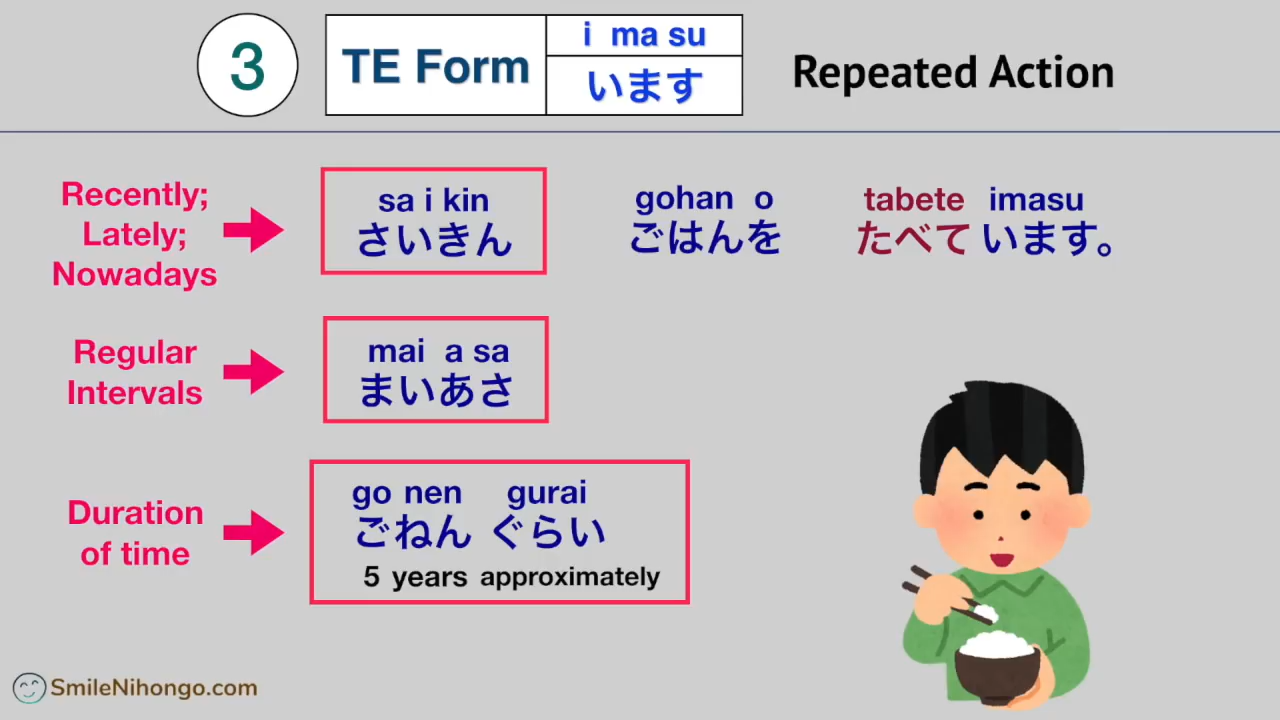 3
TE Form
i ma su
います
Repeated Action
Recently;
Lately;
Nowadays
sa i kin
さいきん
gohan o
ごはんを
tabete imasu
たべて います。
Regular
Intervals
mai a sa
まいあさ
Duration
of time
go nen gurai
ごねん ぐらい
5 years approximately
SmileNihongo.com